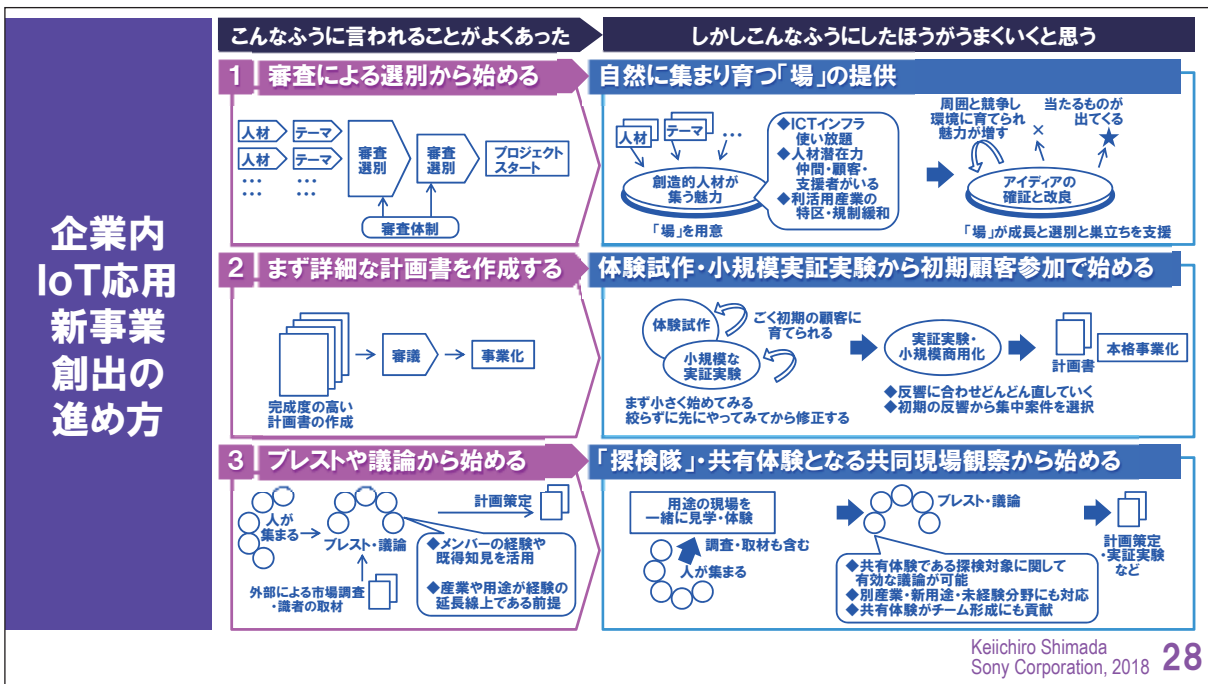 企業内
IoT応用
新事業
創出の
進め方
こんなふうに言われることがよくあった
しかしこんなふうにしたほうがうまくいくと思う
1 審査による選別から始める
人材
テーマ
人材
テーマ
…
…
…
…
審査
選別
審査
選別
プロジェクト
スタート
審査体制
自然に集まり育つ「場」の提供
人材
テーマ
…
創造的人材が
集う魅力
「場」を用意
◆ICTインフラ
使い放題
◆人材潜在力
仲間・顧客・
支援者がいる
◆利活用産業の
特区・規制緩和
周囲と競争し
環境に育てられ
魅力が増す
×
当たるものが
出てくる
★
アイディアの
確証と改良
「場」が成長と選別と巣立ちを支援
2 まず詳細な計画書を作成する
完成度の高い
計画書の作成
審議
事業化
体験試作・小規模実証実験から初期顧客参加で始める
体験試作
小規模な
実証実験
ごく初期の顧客に
育てられる
まず小さく始めてみる
絞らずに先にやってみてから修正する
実証実験・
小規模商用化
◆反響に合わせどんどん直していく
◆初期の反響から集中案件を選択
計画書
本格事業化
3 ブレストや議論から始める
人が
集まる
ブレスト・議論
計画策定
外部による市場調査
・識者の取材
◆メンバーの経験や
既得知見を活用
◆産業や用途が経験の
延長線上である前提
「探検隊」・共有体験となる共同現場観察から始める
用途の現場を
一緒に見学・体験
調査・取材も含む
人が集まる
ブレスト・議論
◆共有体験である探検対象に関して
有効な議論が可能
◆別産業・新用途・未経験分野にも対応
◆共有体験がチーム形成にも貢献
計画策定
・実証実験
など
Keiichiro Shimada
Sony Corporation, 2018
28